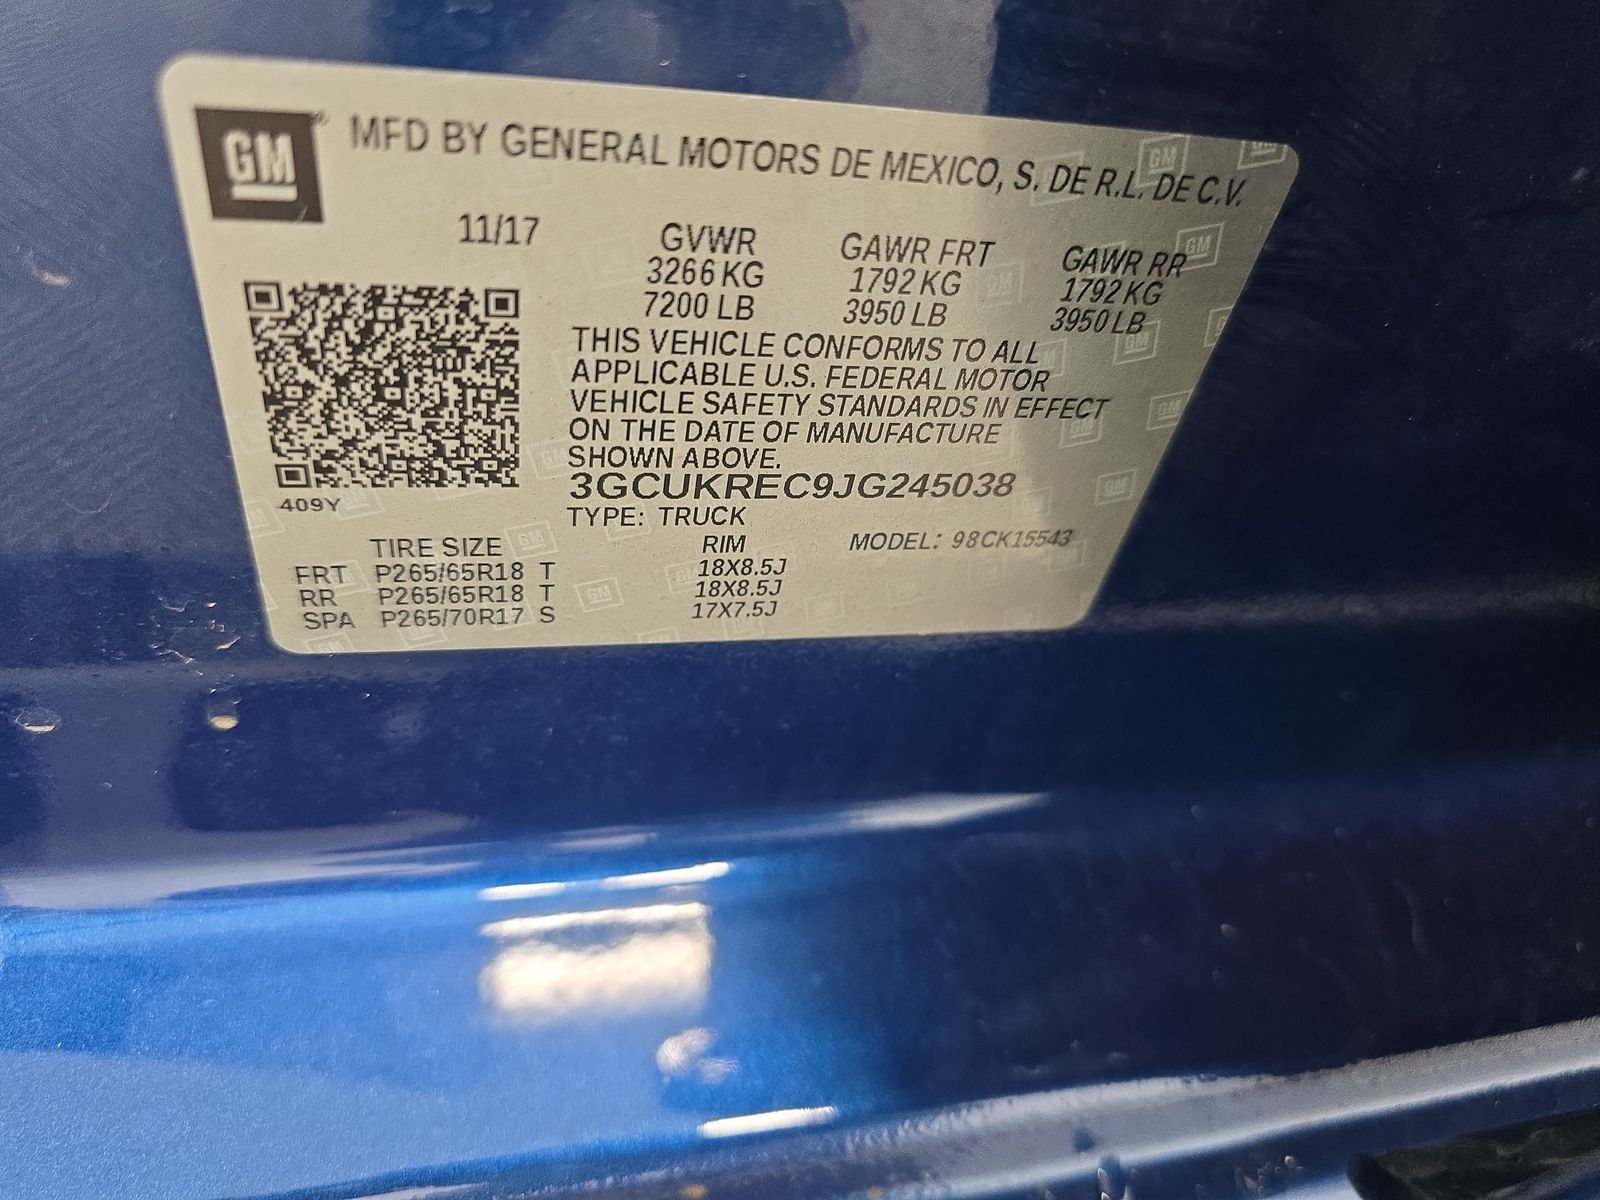 GM
MFD BY GENERAL MOTORS DE MEXICO, S. DE R.L. DE C.V.
11/17
GVWR GAWR FRT GAWR RR
3266 KG 1792 KG 1792 KG
7200 LB 3950 LB 3950 LB
THIS VEHICLE CONFORMS TO ALL
APPLICABLE U.S. FEDERAL MOTOR
VEHICLE SAFETY STANDARDS IN EFFECT
ON THE DATE OF MANUFACTURE
SHOWN ABOVE.
3GCUKREC9JG245038
409Y
TYPE: TRUCK
TIRE SIZE RIM MODEL: 98CK15543
FRT P265/65R18 T 18X8.5J
RR P265/65R18 T 18X8.5J
SPA P265/70R17 S 17X7.5J